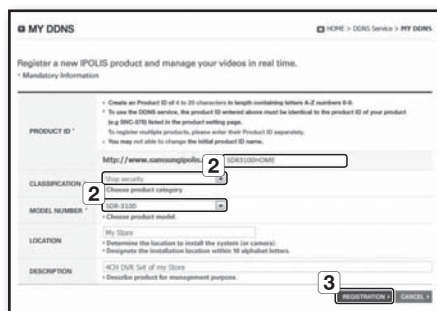 MY DDNS
HOME > DDNS Service > MY DDNS
Register a new IPOLIS product and manage your videos in real time.
• Mandatory Information
PRODUCT ID *
• Create an Product ID of 4 to 20 characters in length containing letters A-Z numbers 0-9.
* To use the DDNS service, the product ID entered above must be identical to the product ID of your product
(e.g SNC-570) listed in the product setting page.
To register multiple products, please enter their Product ID separately.
• You may not able to change the initial product ID name.
http://www.samsungipolis. 2 SDR3100HOME
CLASSIFICATION
Shop security
2
Choose product category.
MODEL NUMBER *
SDR-3100
• Choose product model.
LOCATION
My Store
• Determine the location to install the system (or camera)
• Designate the installation location within 10 alphabet letters.
DESCRIPTION
4CH DVR Set of my Store
• Describe product for management purpose.
3
REGISTRATION > CANCEL >